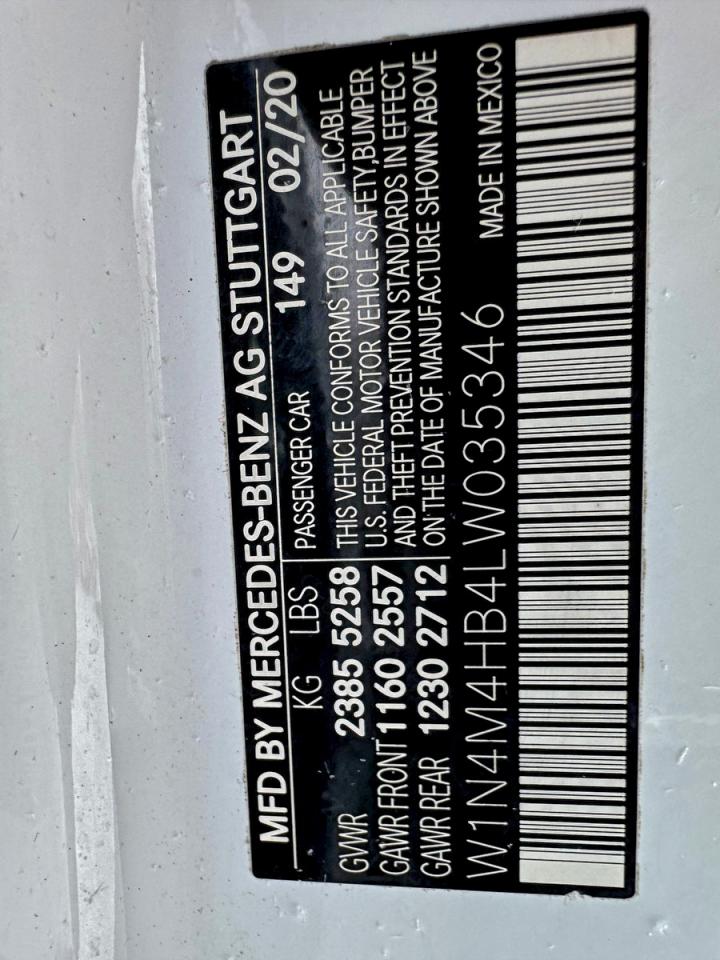 MFD BY MERCEDES-BENZ AG STUTTGART
KG LBS PASSENGER CAR 149 02/20
GVWR 2385 5258 THIS VEHICLE CONFORMS TO ALL APPLICABLE
GAWR FRONT 1160 2557 U.S. FEDERAL MOTOR VEHICLE SAFETY,BUMPER
GAWR REAR 1230 2712 AND THEFT PREVENTION STANDARDS IN EFFECT
ON THE DATE OF MANUFACTURE SHOWN ABOVE
W1N4M4HB4LW035346 MADE IN MEXICO